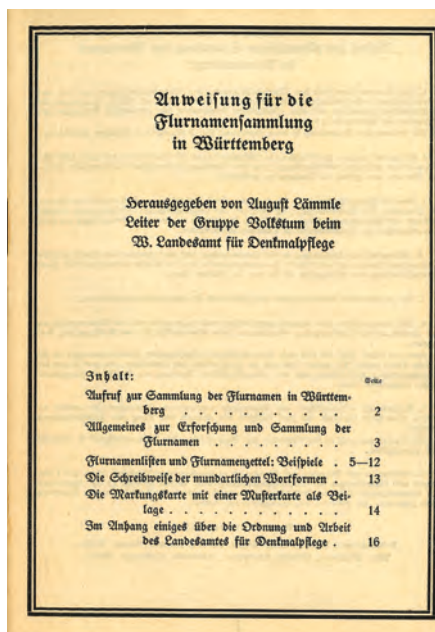 Anweisung für die
Flurnamensammlung
in Württemberg
Herausgegeben von August Lämmle
Leiter der Gruppe Volkstum beim
W. Landesamt für Denkmalpflege
Inhalt:
Seite
Aufruf zur Sammlung der Flurnamen in Württem-
berg . . . . . . . . . . . 2
Allgemeines zur Erforschung und Sammlung der
Flurnamen . . . . . . . . . 3
Flurnamenlisten und Flurnamenzettel: Beispiele . 5—12
Die Schreibweise der mundartlichen Wortformen . 13
Die Markungskarte mit einer Musterkarte als Bei-
lage . . . . . . . . . . . . 14
Im Anhang einiges über die Ordnung und Arbeit
des Landesamtes für Denkmalpflege . 16